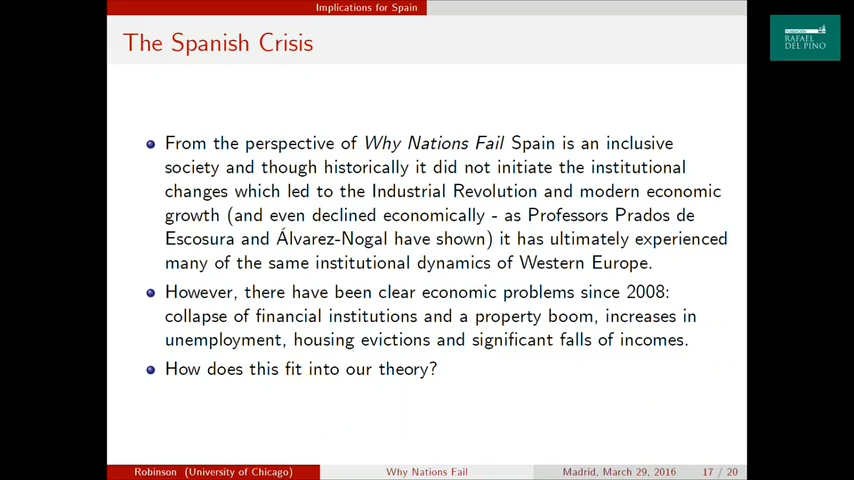 Implications for Spain
The Spanish Crisis
FUNDACIÓN
RAFAEL
DEL PINO
From the perspective of Why Nations Fail Spain is an inclusive
society and though historically it did not initiate the institutional
changes which led to the Industrial Revolution and modern economic
growth (and even declined economically - as Professors Prados de
Escosura and Álvarez-Nogal have shown) it has ultimately experienced
many of the same institutional dynamics of Western Europe.
However, there have been clear economic problems since 2008:
collapse of financial institutions and a property boom, increases in
unemployment, housing evictions and significant falls of incomes.
How does this fit into our theory?
Robinson (University of Chicago)
Why Nations Fail
Madrid, March 29, 2016
17 / 20